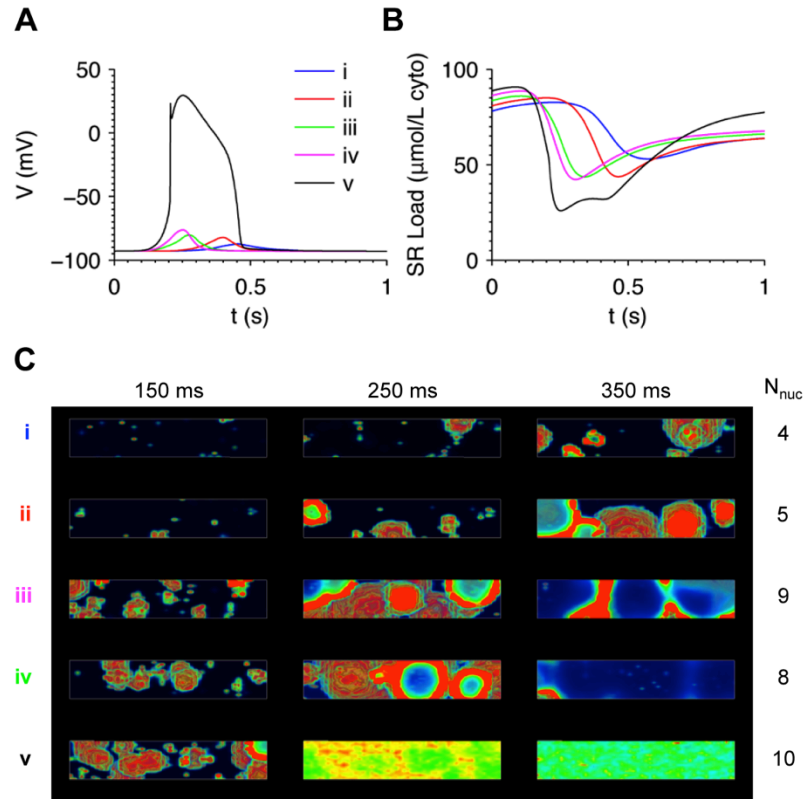 A
50
0
−50
−100
V (mV)
0
0.5
1
t (s)
i
ii
iii
iv
v
B
100
50
0
SR Load (μmol/L cyto)
0
0.5
1
t (s)
C
150 ms 250 ms 350 ms N_nuc
i 4
ii 5
iii 9
iv 8
v 10